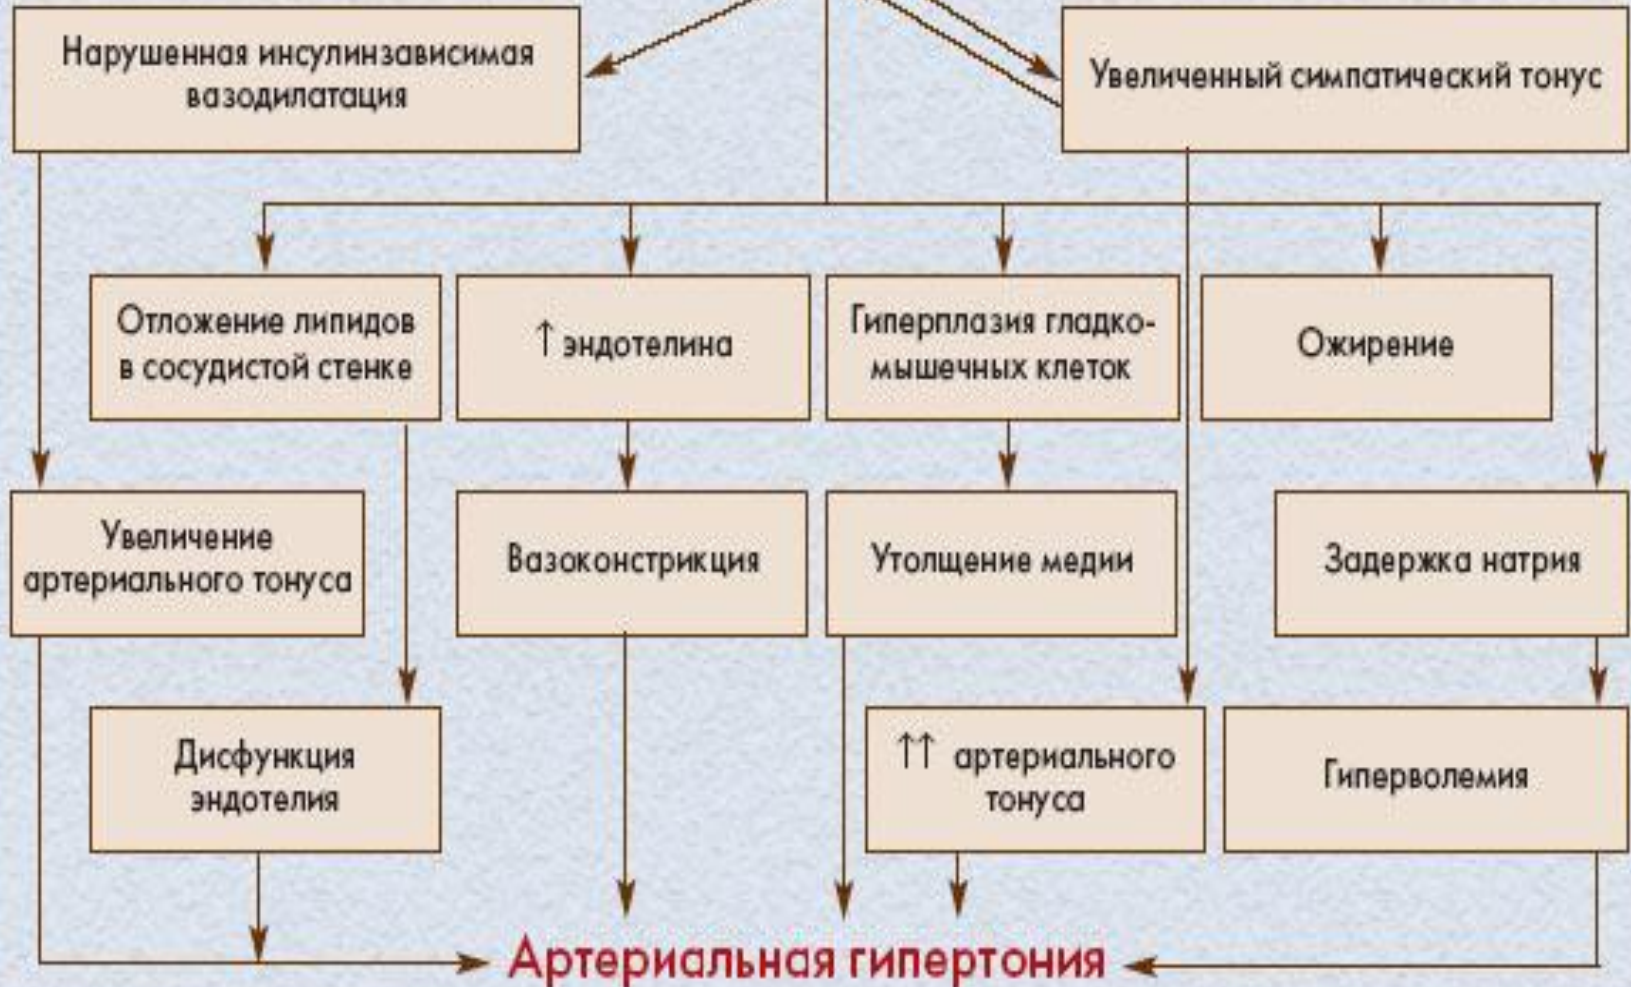 Нарушенная инсулинзависимая
вазодилатация
Увеличенный симпатический тонус
Отложение липидов
в сосудистой стенке
↑ эндотелина
Гиперплазия гладко-
мышечных клеток
Ожирение
Увеличение
артериального тонуса
Вазоконстрикция
Утолщение медии
Задержка натрия
Дисфункция
эндотелия
↑↑ артериального
тонуса
Гиперволемия
Артериальная гипертония